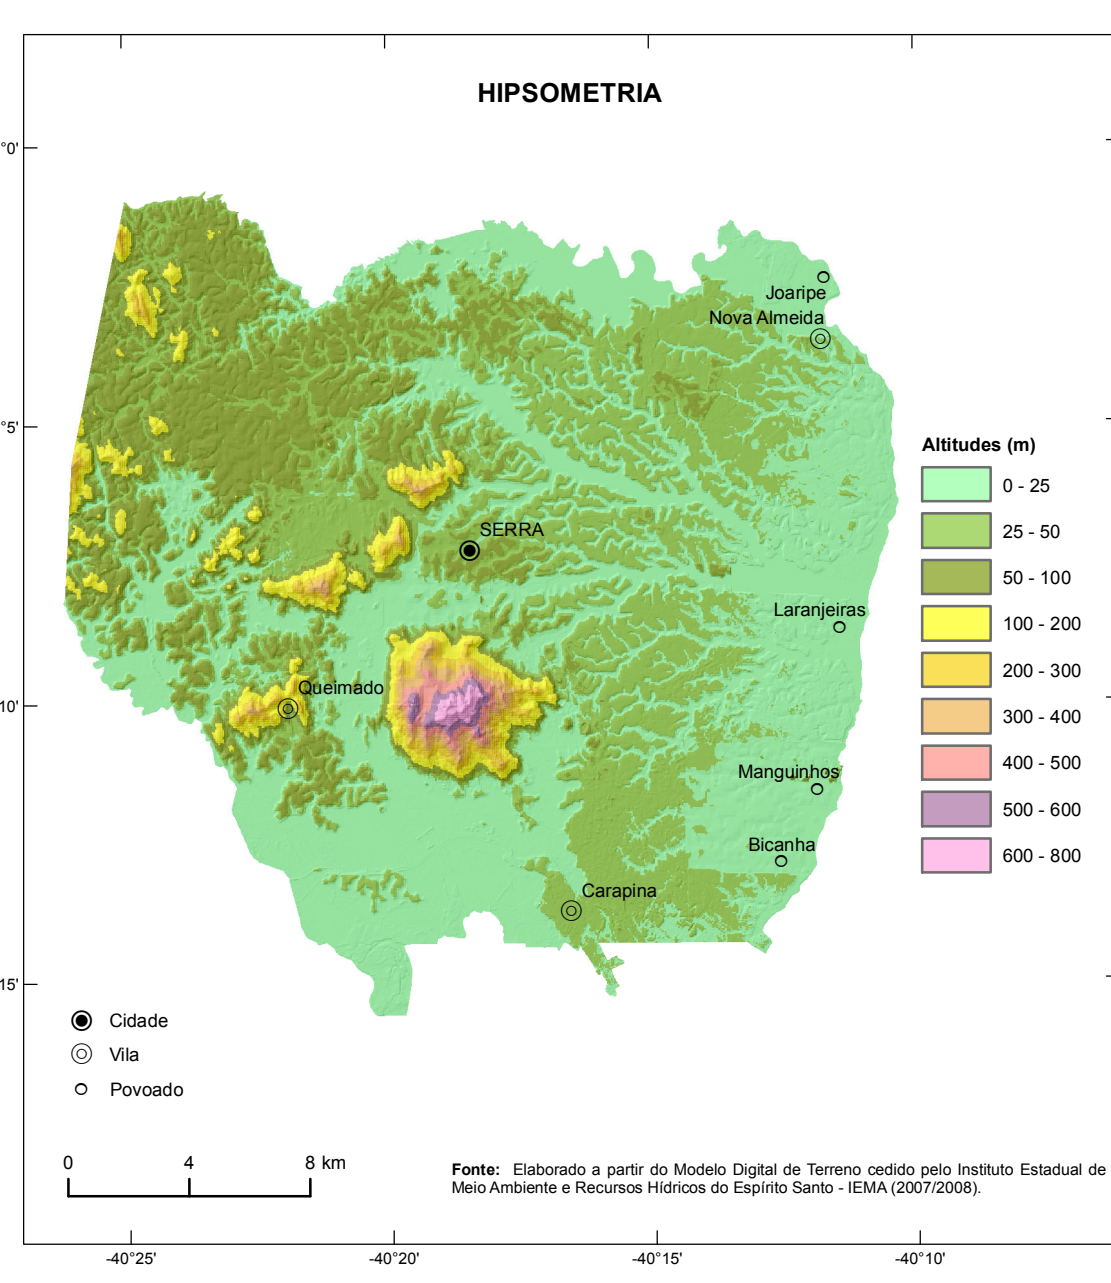 HIPSOMETRIA
°0'
Joaripe
Nova Almeida
°5'
Altitudes (m)
0 - 25
25 - 50
50 - 100
100 - 200
200 - 300
300 - 400
400 - 500
500 - 600
600 - 800
SERRA
Laranjeiras
Queimado
10'
Manguinhos
Bicanha
Carapina
15'
Cidade
Vila
Povoado
0 4 8 km
Fonte: Elaborado a partir do Modelo Digital de Terreno cedido pelo Instituto Estadual de
Meio Ambiente e Recursos Hídricos do Espírito Santo - IEMA (2007/2008).
-40°25' -40°20' -40°15' -40°10'